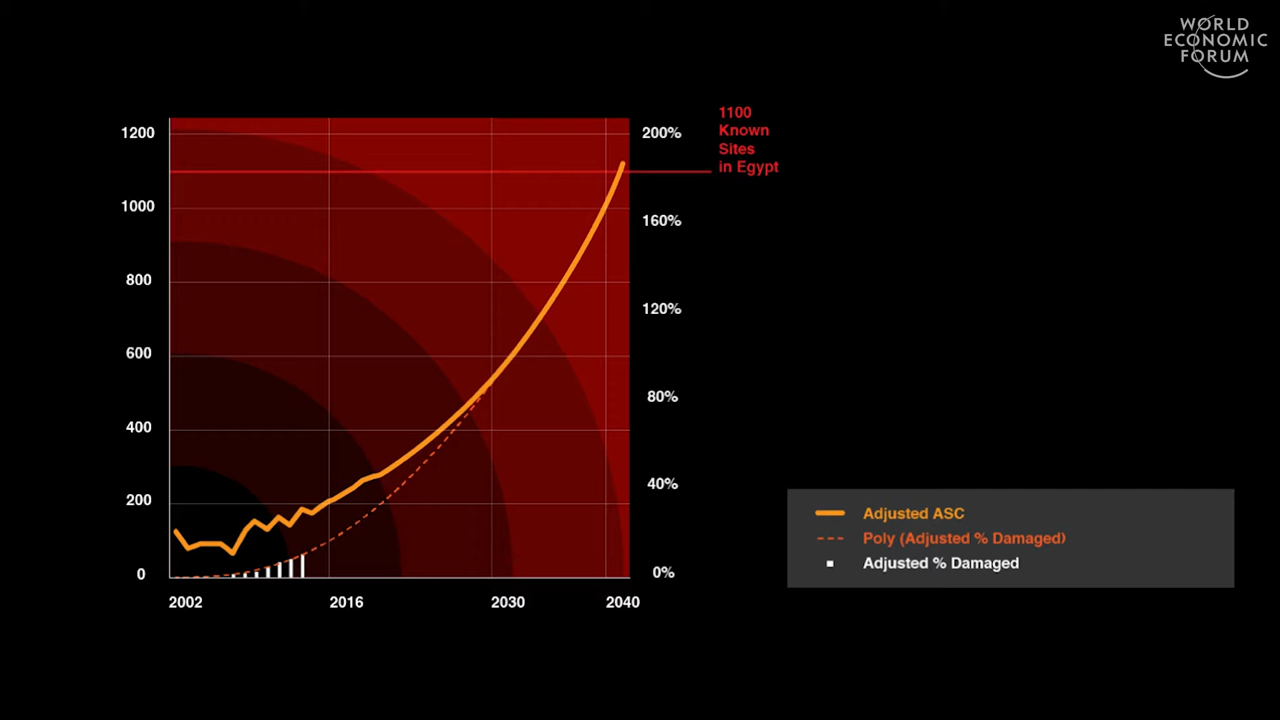 WORLD
ECONOMIC
FORUM
1100
Known
Sites
in Egypt
1200
1000
800
600
400
200
0
200%
160%
120%
80%
40%
0%
2002
2016
2030
2040
Adjusted ASC
Poly (Adjusted % Damaged)
Adjusted % Damaged